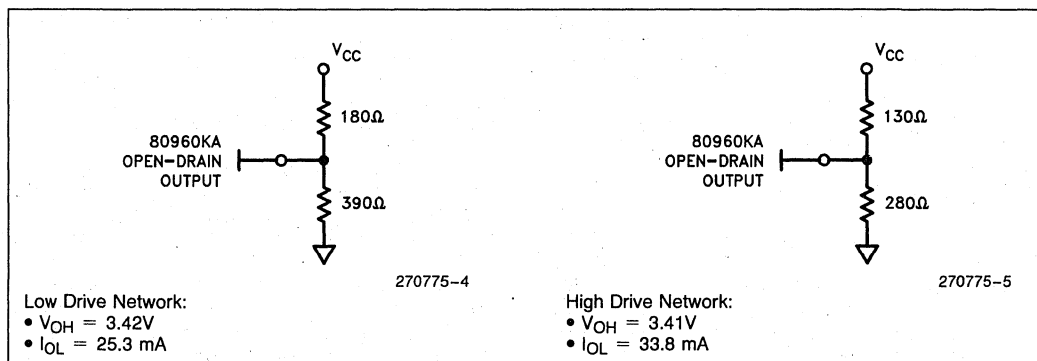 V_CC
180Ω
80960KA
OPEN-DRAIN
OUTPUT
390Ω
270775-4
Low Drive Network:
• V_OH = 3.42V
• I_OL = 25.3 mA
V_CC
130Ω
80960KA
OPEN-DRAIN
OUTPUT
280Ω
270775-5
High Drive Network:
• V_OH = 3.41V
• I_OL = 33.8 mA